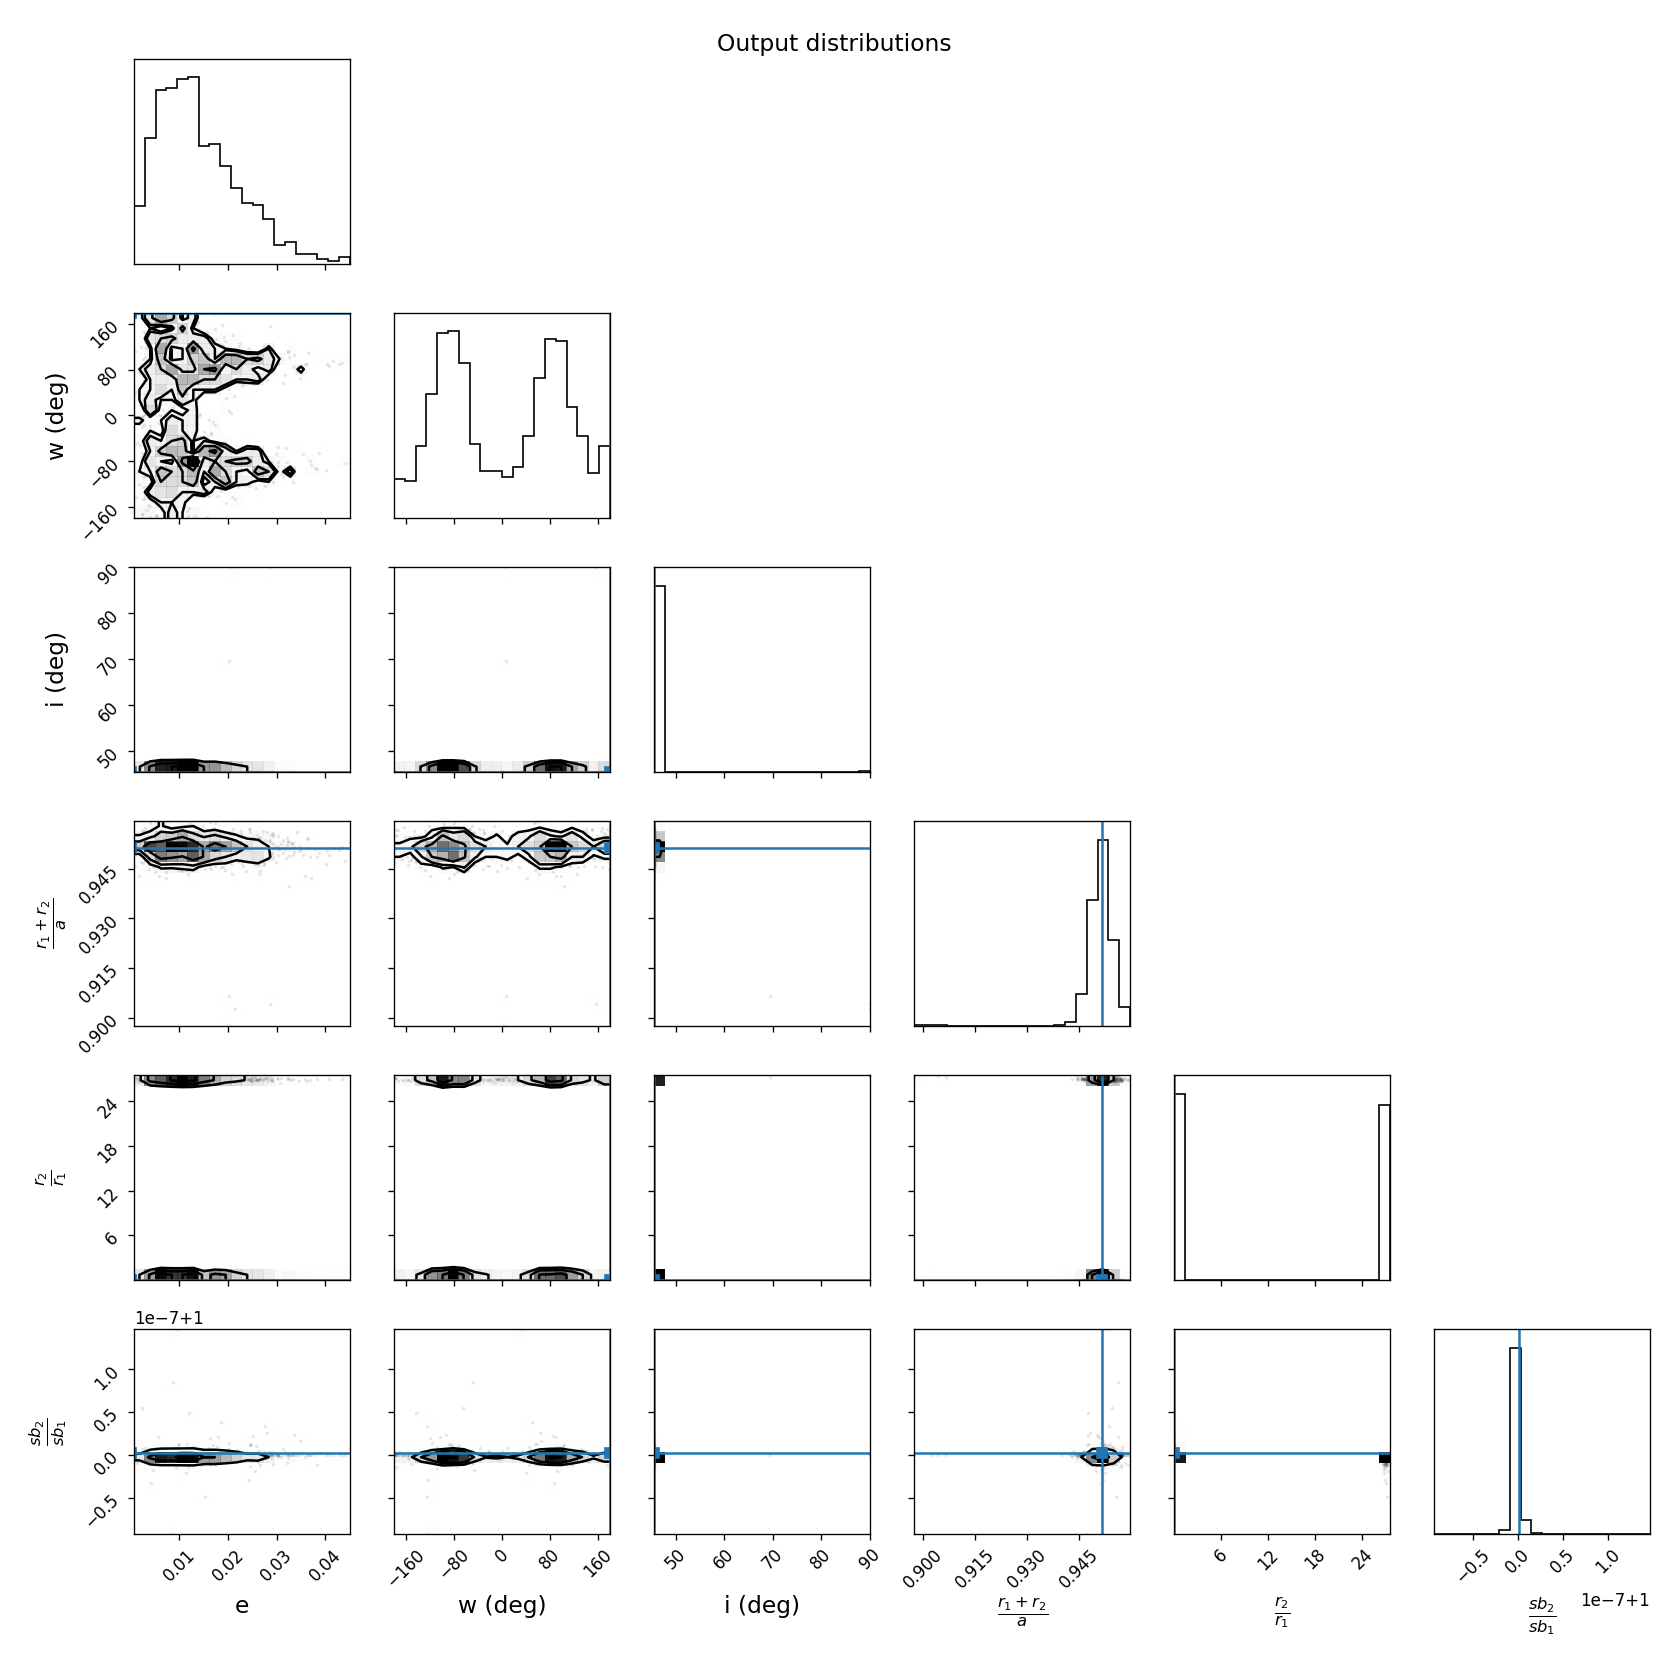 Output distributions
w (deg)
160
80
0
−80
−160
i (deg)
90
80
70
60
50
r₁ + r₂
a
0.945
0.930
0.915
0.900
r₂
r₁
24
18
12
6
1e−7+1
sb₂
sb₁
1.0
0.5
0.0
−0.5
0.01 0.02 0.03 0.04
e
−160 −80 0 80 160
w (deg)
50 60 70 80 90
i (deg)
0.900 0.915 0.930 0.945
r₁ + r₂
a
6 12 18 24
r₂
r₁
−0.5 0.0 0.5 1.0
1e−7+1
sb₂
sb₁